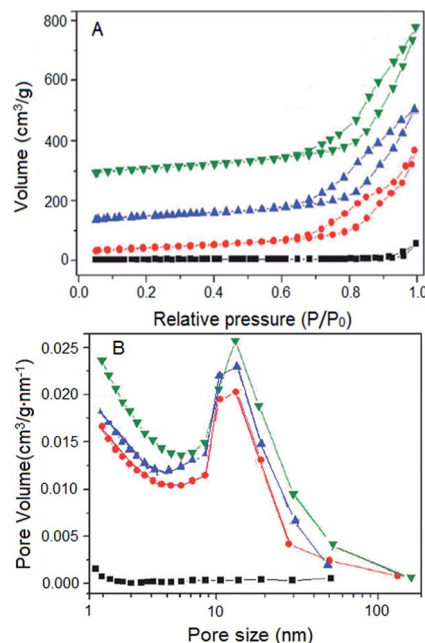 A
800
600
400
200
0
Volume (cm³/g)
0.0 0.2 0.4 0.6 0.8 1.0
Relative pressure (P/P₀)
B
0.025
0.020
0.015
0.010
0.005
0.000
Pore Volume(cm³/g·nm⁻¹)
1 10 100
Pore size (nm)